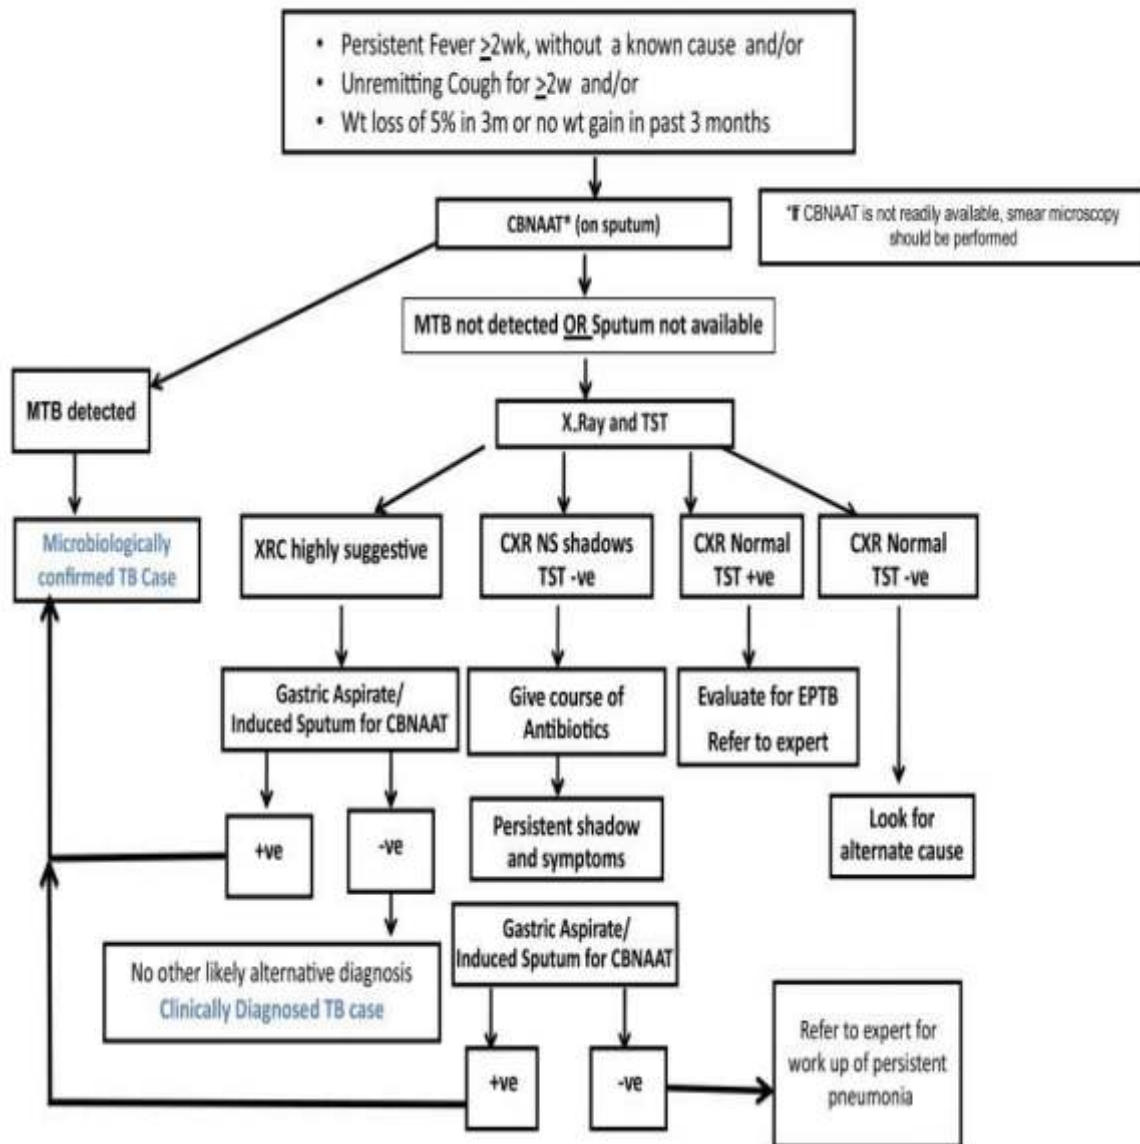 • Persistent Fever ≥2wk, without a known cause and/or
• Unremitting Cough for ≥2w and/or
• Wt loss of 5% in 3m or no wt gain in past 3 months
CBNAAT* (on sputum)
*If CBNAAT is not readily available, smear microscopy
should be performed
MTB not detected OR Sputum not available
MTB detected
X.Ray and TST
Microbiologically
confirmed TB Case
XRC highly suggestive
CXR NS shadows
TST -ve
CXR Normal
TST +ve
CXR Normal
TST -ve
Gastric Aspirate/
Induced Sputum for CBNAAT
Give course of
Antibiotics
Evaluate for EPTB
Refer to expert
+ve
-ve
Persistent shadow
and symptoms
Look for
alternate cause
No other likely alternative diagnosis
Clinically Diagnosed TB case
Gastric Aspirate/
Induced Sputum for CBNAAT
+ve
-ve
Refer to expert for
work up of persistent
pneumonia